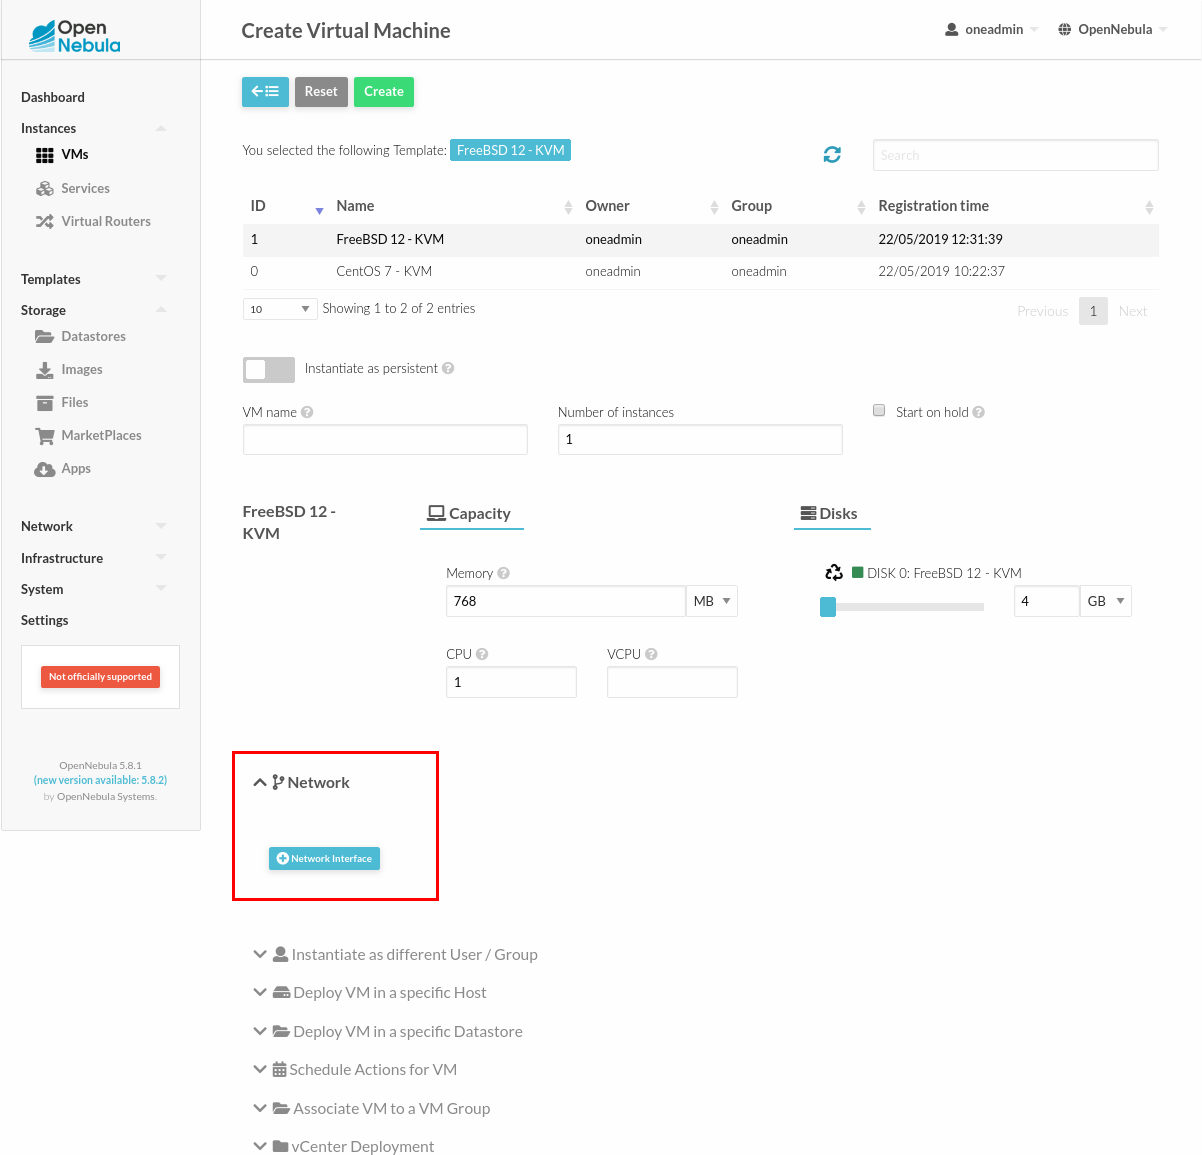 Open
Nebula
Create Virtual Machine
oneadmin
OpenNebula
Dashboard
Instances
VMs
Services
Virtual Routers
Templates
Storage
Datastores
Images
Files
MarketPlaces
Apps
Network
Infrastructure
System
Settings
Not officially supported
OpenNebula 5.8.1
(new version available: 5.8.2)
by OpenNebula Systems.
Reset
Create
You selected the following Template: FreeBSD 12 - KVM
Search
ID Name Owner Group Registration time
1 FreeBSD 12 - KVM oneadmin oneadmin 22/05/2019 12:31:39
0 CentOS 7 - KVM oneadmin oneadmin 22/05/2019 10:22:37
10 Showing 1 to 2 of 2 entries
Previous 1 Next
Instantiate as persistent ?
VM name ? Number of instances Start on hold ?
1
FreeBSD 12 -
KVM
Capacity
Disks
Memory ?
768 MB
DISK 0: FreeBSD 12 - KVM
4 GB
CPU ? VCPU ?
1
Network
Network Interface
Instantiate as different User / Group
Deploy VM in a specific Host
Deploy VM in a specific Datastore
Schedule Actions for VM
Associate VM to a VM Group
vCenter Deployment